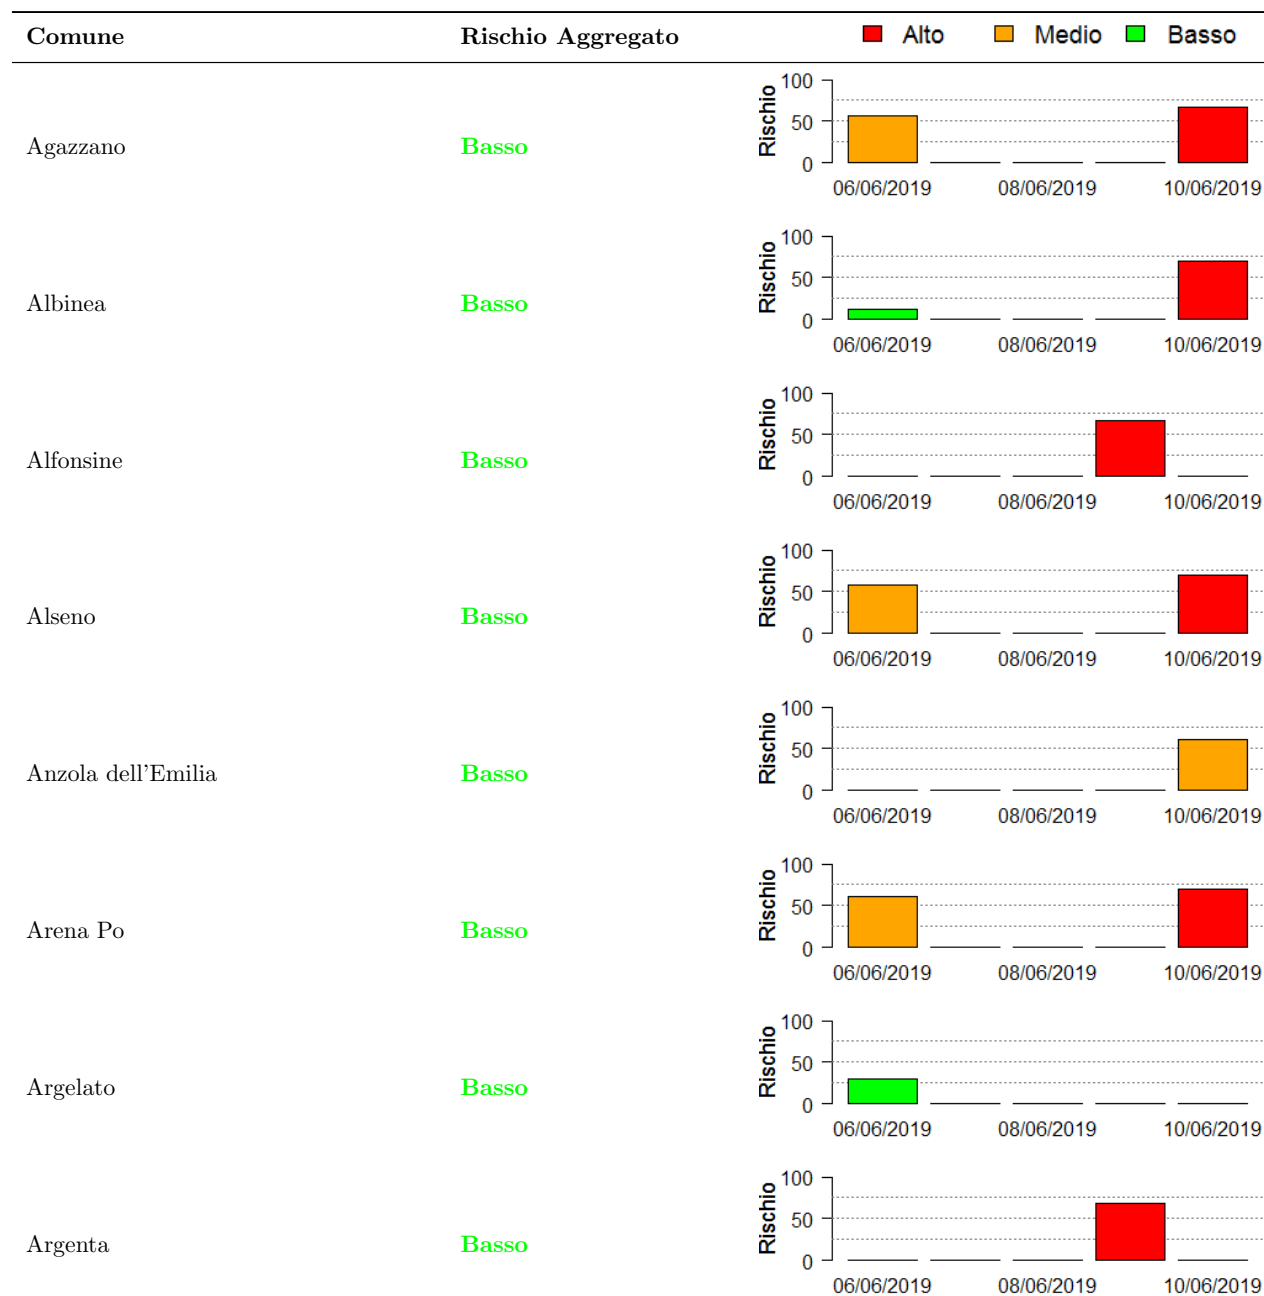 Comune Rischio Aggregato Alto Medio Basso
100
50
0
Rischio
Agazzano Basso
06/06/2019 08/06/2019 10/06/2019
100
50
0
Rischio
Albinea Basso
06/06/2019 08/06/2019 10/06/2019
100
50
0
Rischio
Alfonsine Basso
06/06/2019 08/06/2019 10/06/2019
100
50
0
Rischio
Alseno Basso
06/06/2019 08/06/2019 10/06/2019
100
50
0
Rischio
Anzola dell'Emilia Basso
06/06/2019 08/06/2019 10/06/2019
100
50
0
Rischio
Arena Po Basso
06/06/2019 08/06/2019 10/06/2019
100
50
0
Rischio
Argelato Basso
06/06/2019 08/06/2019 10/06/2019
100
50
0
Rischio
Argenta Basso
06/06/2019 08/06/2019 10/06/2019